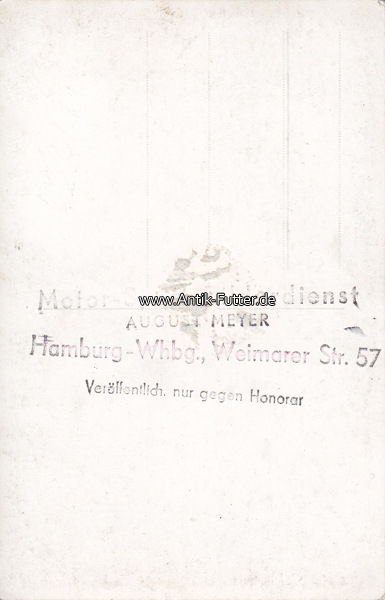 Motor- dienst
www.Antik-Futter.de
AUGUST MEYER
Hamburg-Whbg., Weimarer Str. 57
Veröffentlich. nur gegen Honorar